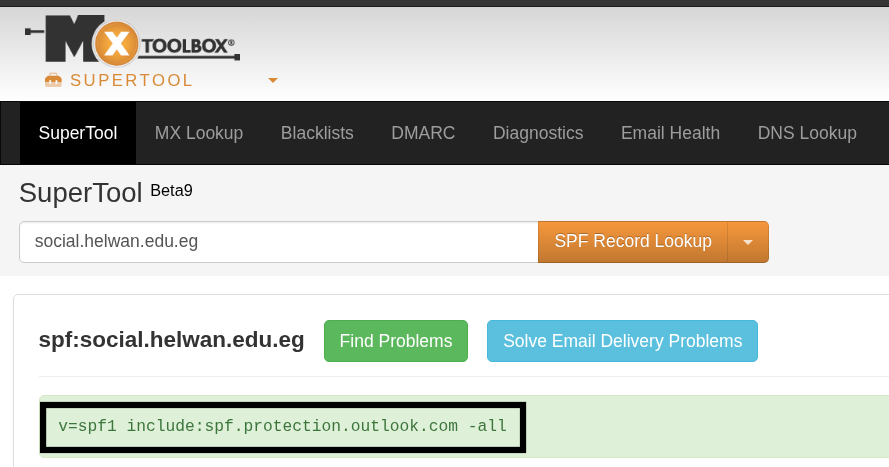 MX TOOLBOX®
SUPERTOOL
SuperTool MX Lookup Blacklists DMARC Diagnostics Email Health DNS Lookup
SuperTool Beta9
social.helwan.edu.eg SPF Record Lookup
spf:social.helwan.edu.eg Find Problems Solve Email Delivery Problems
v=spf1 include:spf.protection.outlook.com -all